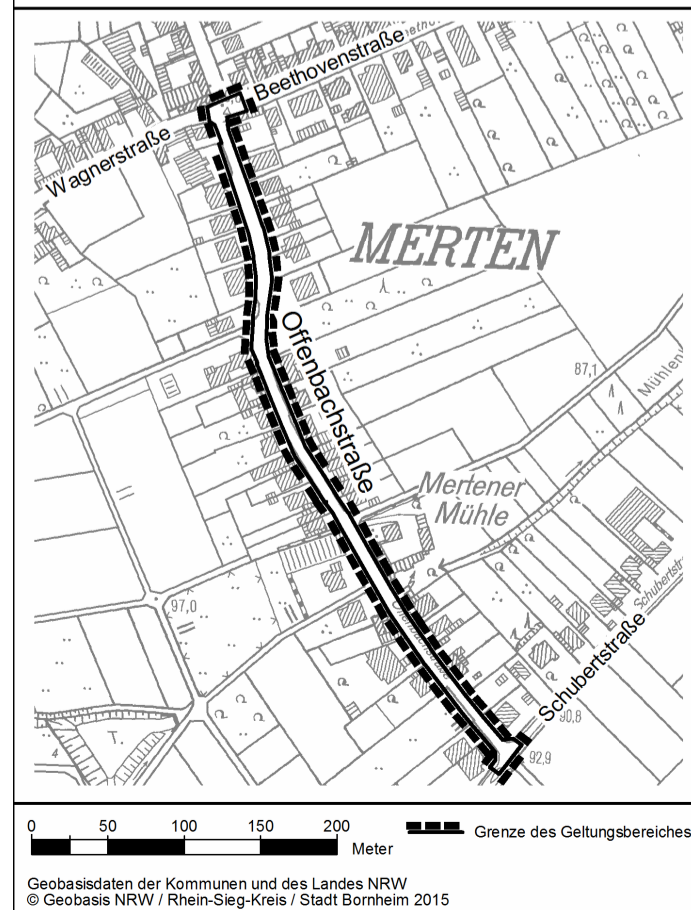 Beethovenstraße
Wagnerstraße
MERTEN
Offenbachstraße
87,1
Mertener
Mühle
97,0
Offenbachstraße
Schubertstraße
90,8
92,9
T.
4
0 50 100 150 200
Meter
Grenze des Geltungsbereiches
Geobasisdaten der Kommunen und des Landes NRW
© Geobasis NRW / Rhein-Sieg-Kreis / Stadt Bornheim 2015